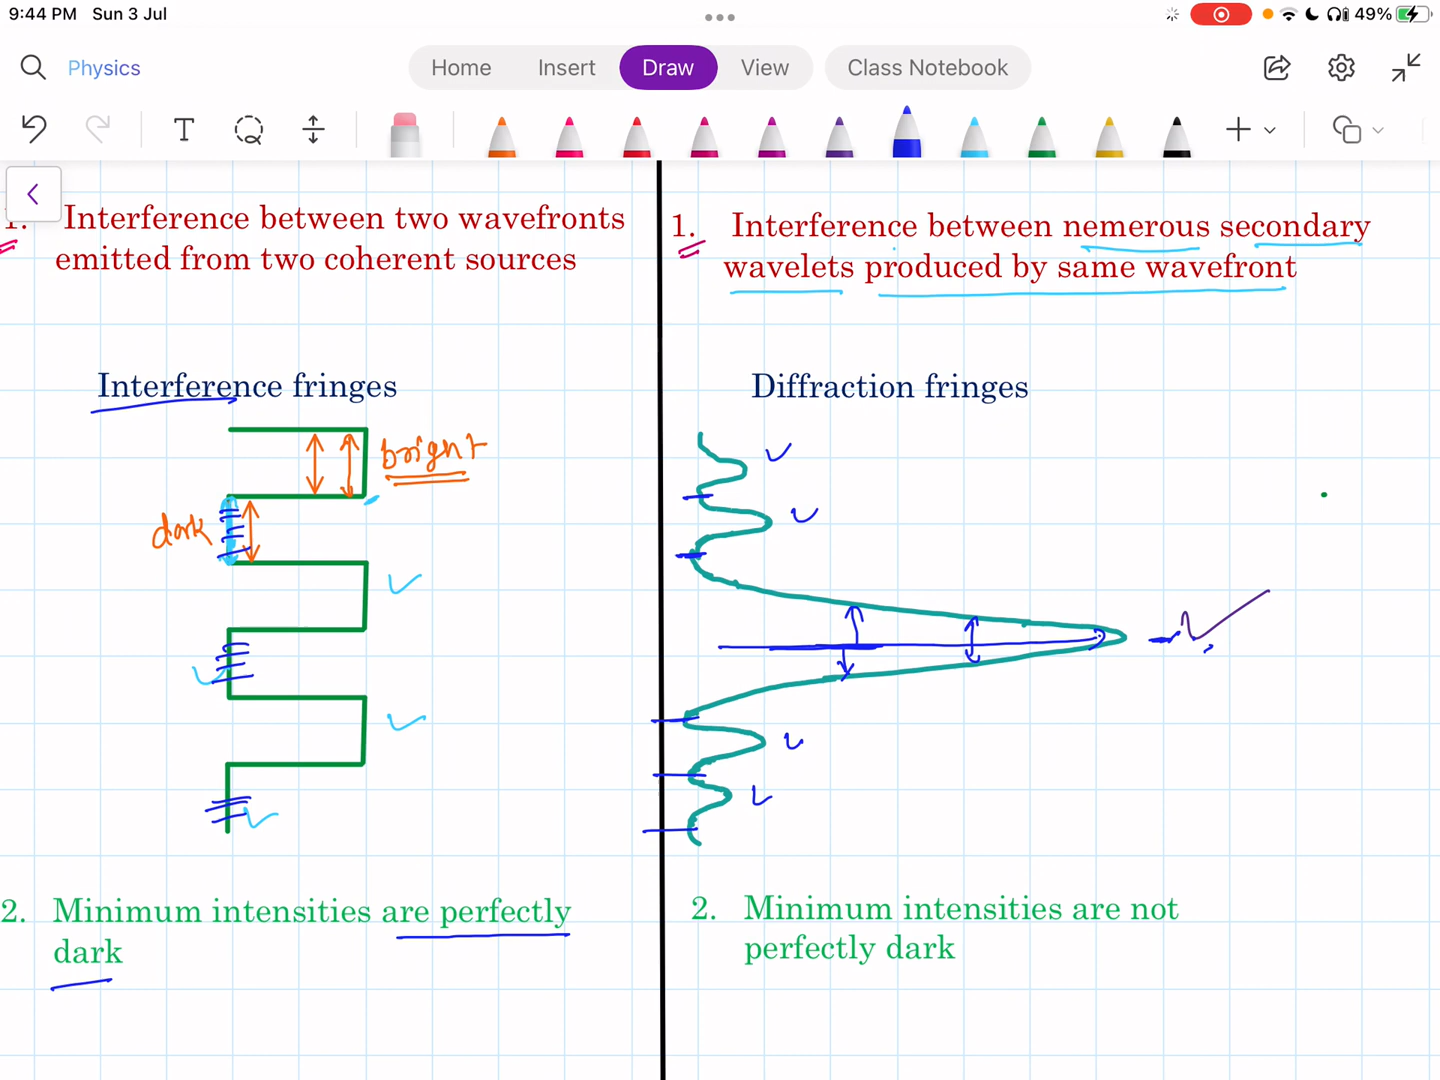 9:44 PM Sun 3 Jul
49%
Physics
Home Insert Draw View Class Notebook
1. Interference between two wavefronts
emitted from two coherent sources
Interference fringes
bright
dark
2. Minimum intensities are perfectly
dark
1. Interference between nemerous secondary
wavelets produced by same wavefront
Diffraction fringes
2. Minimum intensities are not
perfectly dark